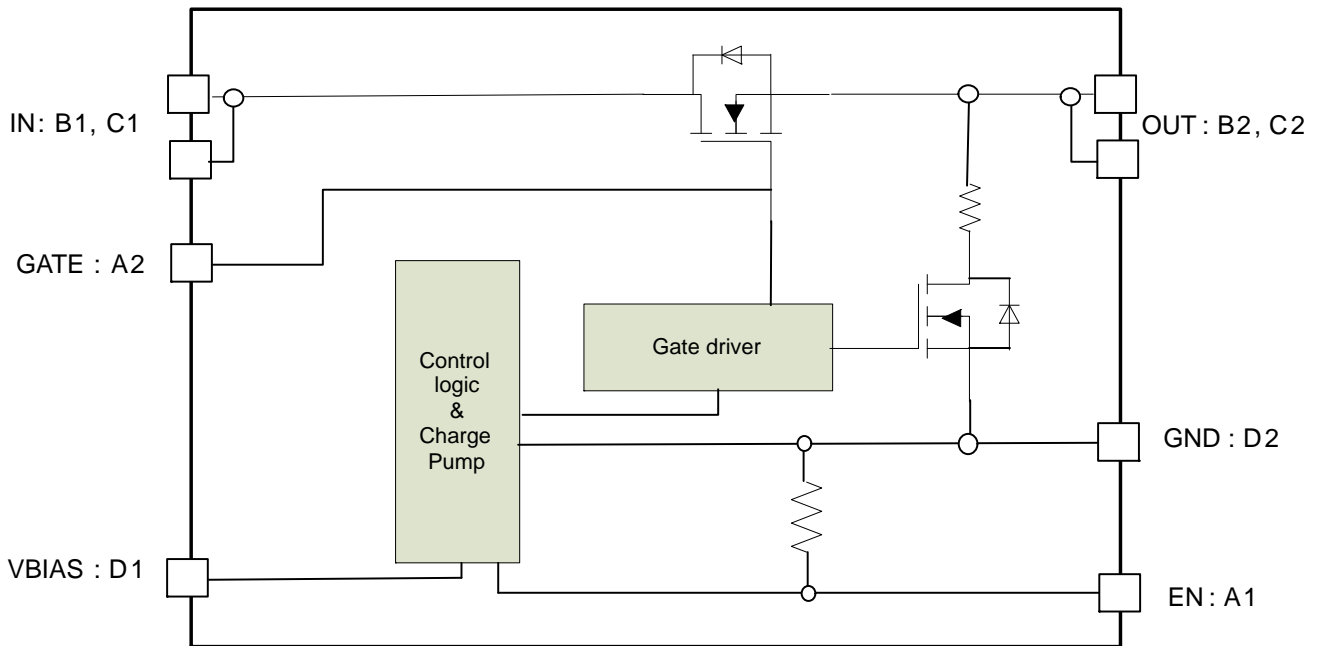 IN: B1, C1
OUT : B2, C2
GATE : A2
Gate driver
Control
logic
&
Charge
Pump
GND : D2
VBIAS : D1
EN : A1